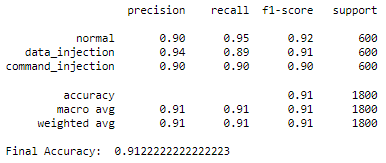 precision recall f1-score support
normal 0.90 0.95 0.92 600
data_injection 0.94 0.89 0.91 600
command_injection 0.90 0.90 0.90 600
accuracy 0.91 1800
macro avg 0.91 0.91 0.91 1800
weighted avg 0.91 0.91 0.91 1800
Final Accuracy: 0.9122222222222223